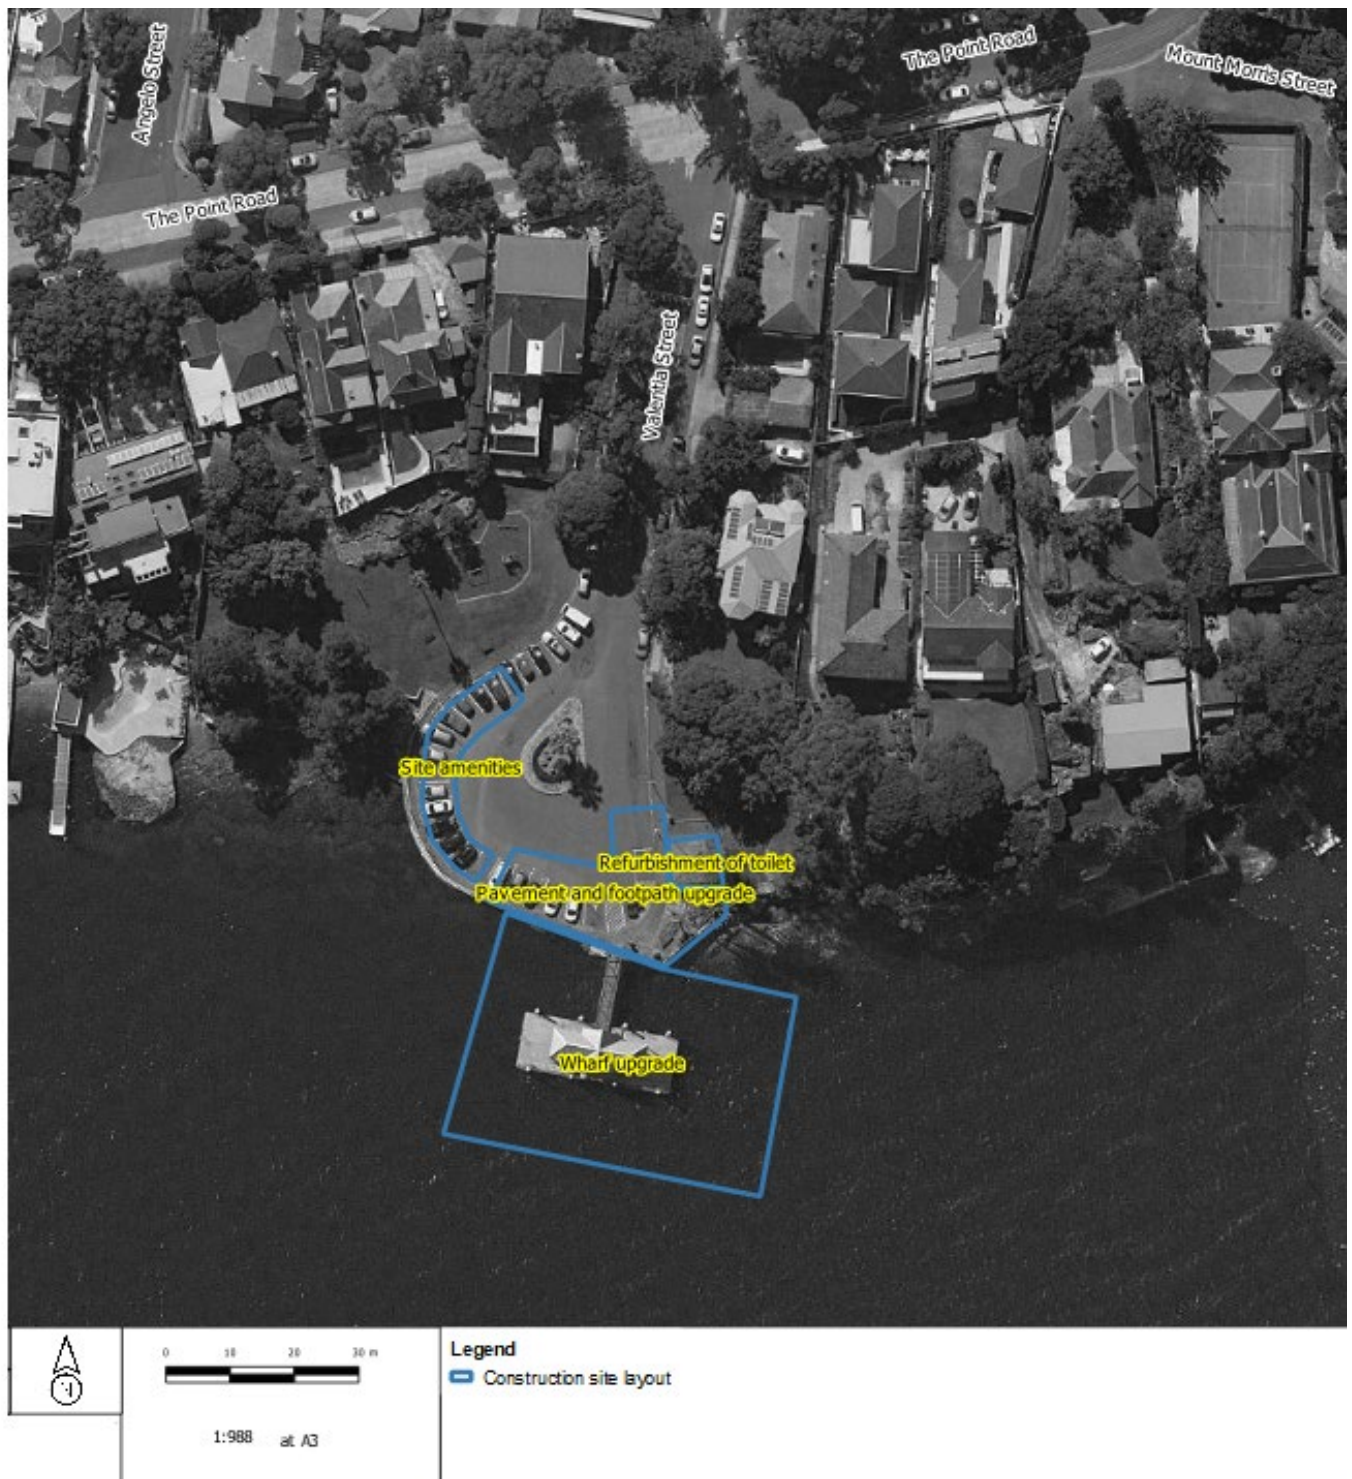 Angelo Street
The Point Road
Mount Morris Street
The Point Road
Valentia Street
Site amenities
Refurbishment of toilet
Pavement and footpath upgrade
Wharf upgrade
0 10 20 30 m
1:988 at A3
Legend
Construction site layout